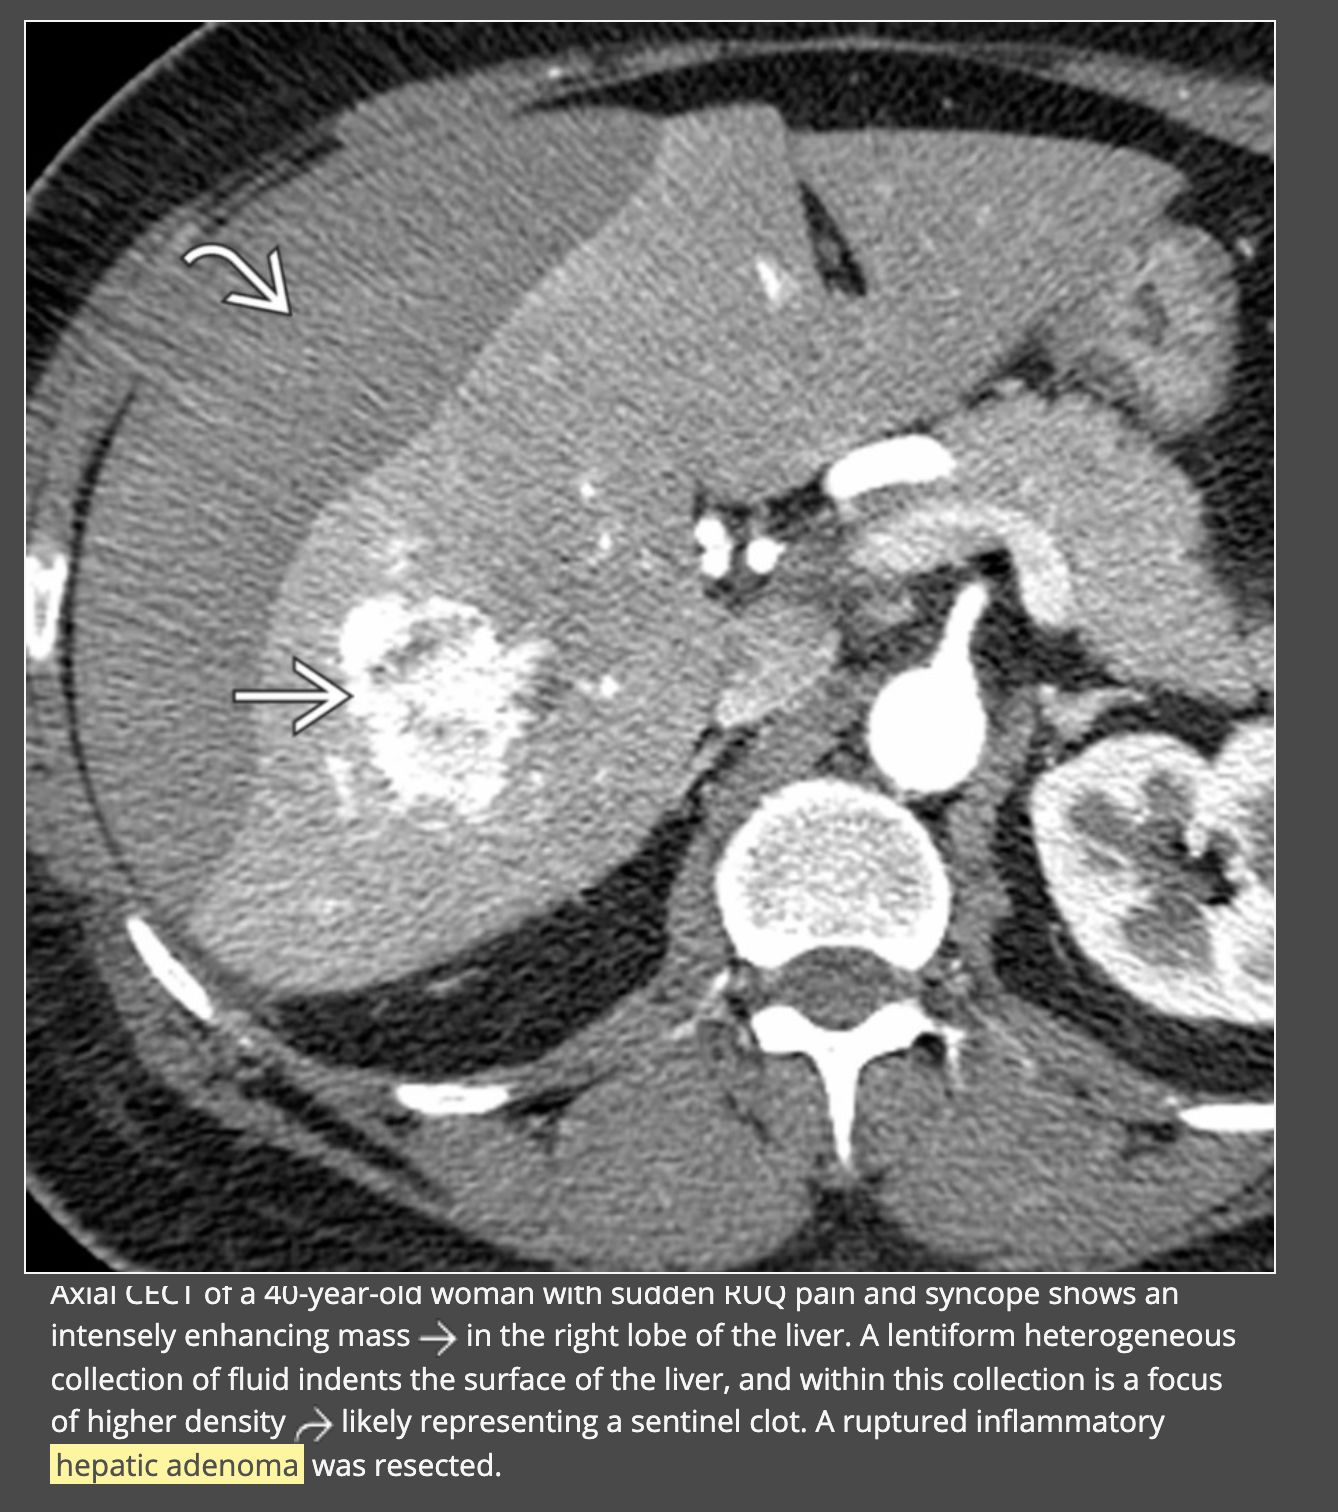 Axial CECT of a 40-year-old woman with sudden RUQ pain and syncope shows an
intensely enhancing mass → in the right lobe of the liver. A lentiform heterogeneous
collection of fluid indents the surface of the liver, and within this collection is a focus
of higher density ↷ likely representing a sentinel clot. A ruptured inflammatory
hepatic adenoma was resected.